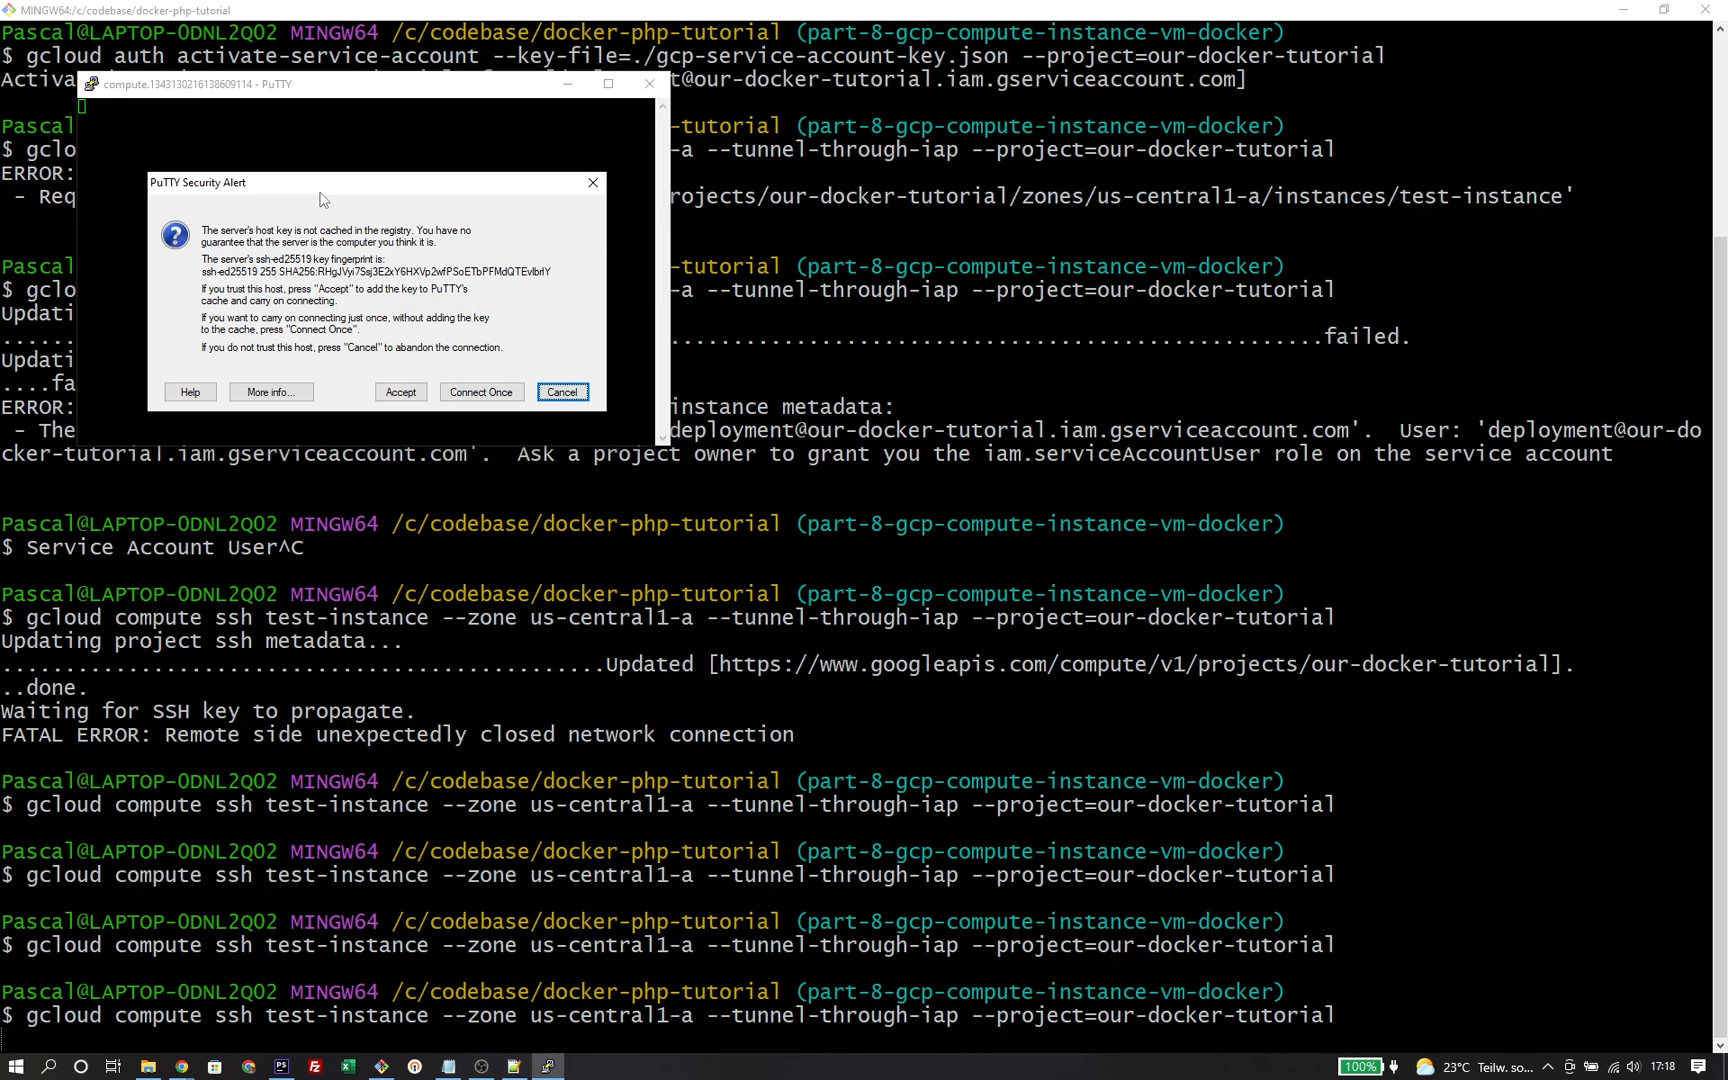 MINGW64:/c/codebase/docker-php-tutorial
Pascal@LAPTOP-0DNL2Q02 MINGW64 /c/codebase/docker-php-tutorial (part-8-gcp-compute-instance-vm-docker)
$ gcloud auth activate-service-account --key-file=./gcp-service-account-key.json --project=our-docker-tutorial
Activa t@our-docker-tutorial.iam.gserviceaccount.com]
compute.1343130216138609114 - PuTTY
Pascal -tutorial (part-8-gcp-compute-instance-vm-docker)
$ gclo -a --tunnel-through-iap --project=our-docker-tutorial
ERROR:
- Req rojects/our-docker-tutorial/zones/us-central1-a/instances/test-instance'
PuTTY Security Alert
The server's host key is not cached in the registry. You have no
guarantee that the server is the computer you think it is.
The server's ssh-ed25519 key fingerprint is:
ssh-ed25519 255 SHA256:RHgJVyi7Ssj3E2xY6HXVp2wfPSoETbPFMdQTEvlbrlY
If you trust this host, press "Accept" to add the key to PuTTY's
cache and carry on connecting.
If you want to carry on connecting just once, without adding the key
to the cache, press "Connect Once".
If you do not trust this host, press "Cancel" to abandon the connection.
Help More info... Accept Connect Once Cancel
Pascal -tutorial (part-8-gcp-compute-instance-vm-docker)
$ gclo -a --tunnel-through-iap --project=our-docker-tutorial
Updati
...... ...................................................failed.
Updati
....fa
ERROR: instance metadata:
- The deployment@our-docker-tutorial.iam.gserviceaccount.com'.  User: 'deployment@our-do
cker-tutorial.iam.gserviceaccount.com'.  Ask a project owner to grant you the iam.serviceAccountUser role on the service account
Pascal@LAPTOP-0DNL2Q02 MINGW64 /c/codebase/docker-php-tutorial (part-8-gcp-compute-instance-vm-docker)
$ Service Account User^C
Pascal@LAPTOP-0DNL2Q02 MINGW64 /c/codebase/docker-php-tutorial (part-8-gcp-compute-instance-vm-docker)
$ gcloud compute ssh test-instance --zone us-central1-a --tunnel-through-iap --project=our-docker-tutorial
Updating project ssh metadata...
................................................Updated [https://www.googleapis.com/compute/v1/projects/our-docker-tutorial].
..done.
Waiting for SSH key to propagate.
FATAL ERROR: Remote side unexpectedly closed network connection
Pascal@LAPTOP-0DNL2Q02 MINGW64 /c/codebase/docker-php-tutorial (part-8-gcp-compute-instance-vm-docker)
$ gcloud compute ssh test-instance --zone us-central1-a --tunnel-through-iap --project=our-docker-tutorial
Pascal@LAPTOP-0DNL2Q02 MINGW64 /c/codebase/docker-php-tutorial (part-8-gcp-compute-instance-vm-docker)
$ gcloud compute ssh test-instance --zone us-central1-a --tunnel-through-iap --project=our-docker-tutorial
Pascal@LAPTOP-0DNL2Q02 MINGW64 /c/codebase/docker-php-tutorial (part-8-gcp-compute-instance-vm-docker)
$ gcloud compute ssh test-instance --zone us-central1-a --tunnel-through-iap --project=our-docker-tutorial
Pascal@LAPTOP-0DNL2Q02 MINGW64 /c/codebase/docker-php-tutorial (part-8-gcp-compute-instance-vm-docker)
$ gcloud compute ssh test-instance --zone us-central1-a --tunnel-through-iap --project=our-docker-tutorial
100% 23°C Teilw. so... 17:18